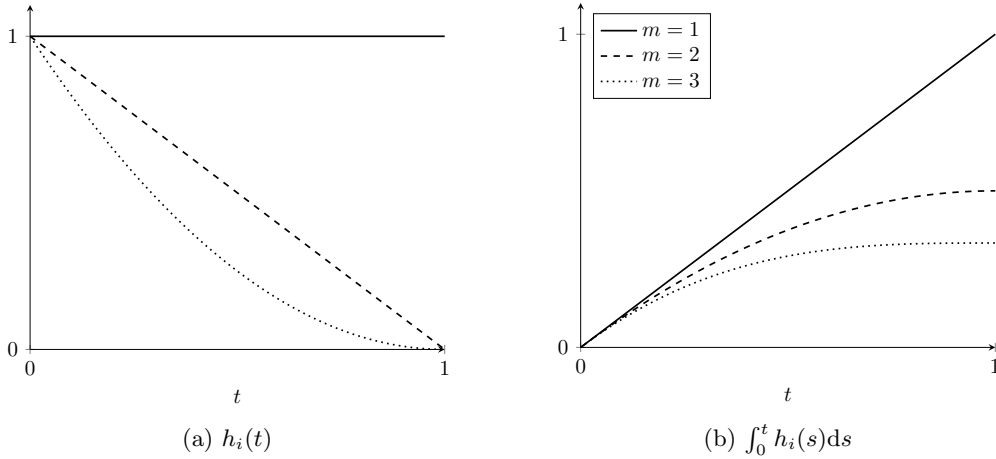 1
0
0
1
t
(a) h_i(t)
1
0
0
1
t
m = 1
m = 2
m = 3
(b) ∫_0^t h_i(s)ds